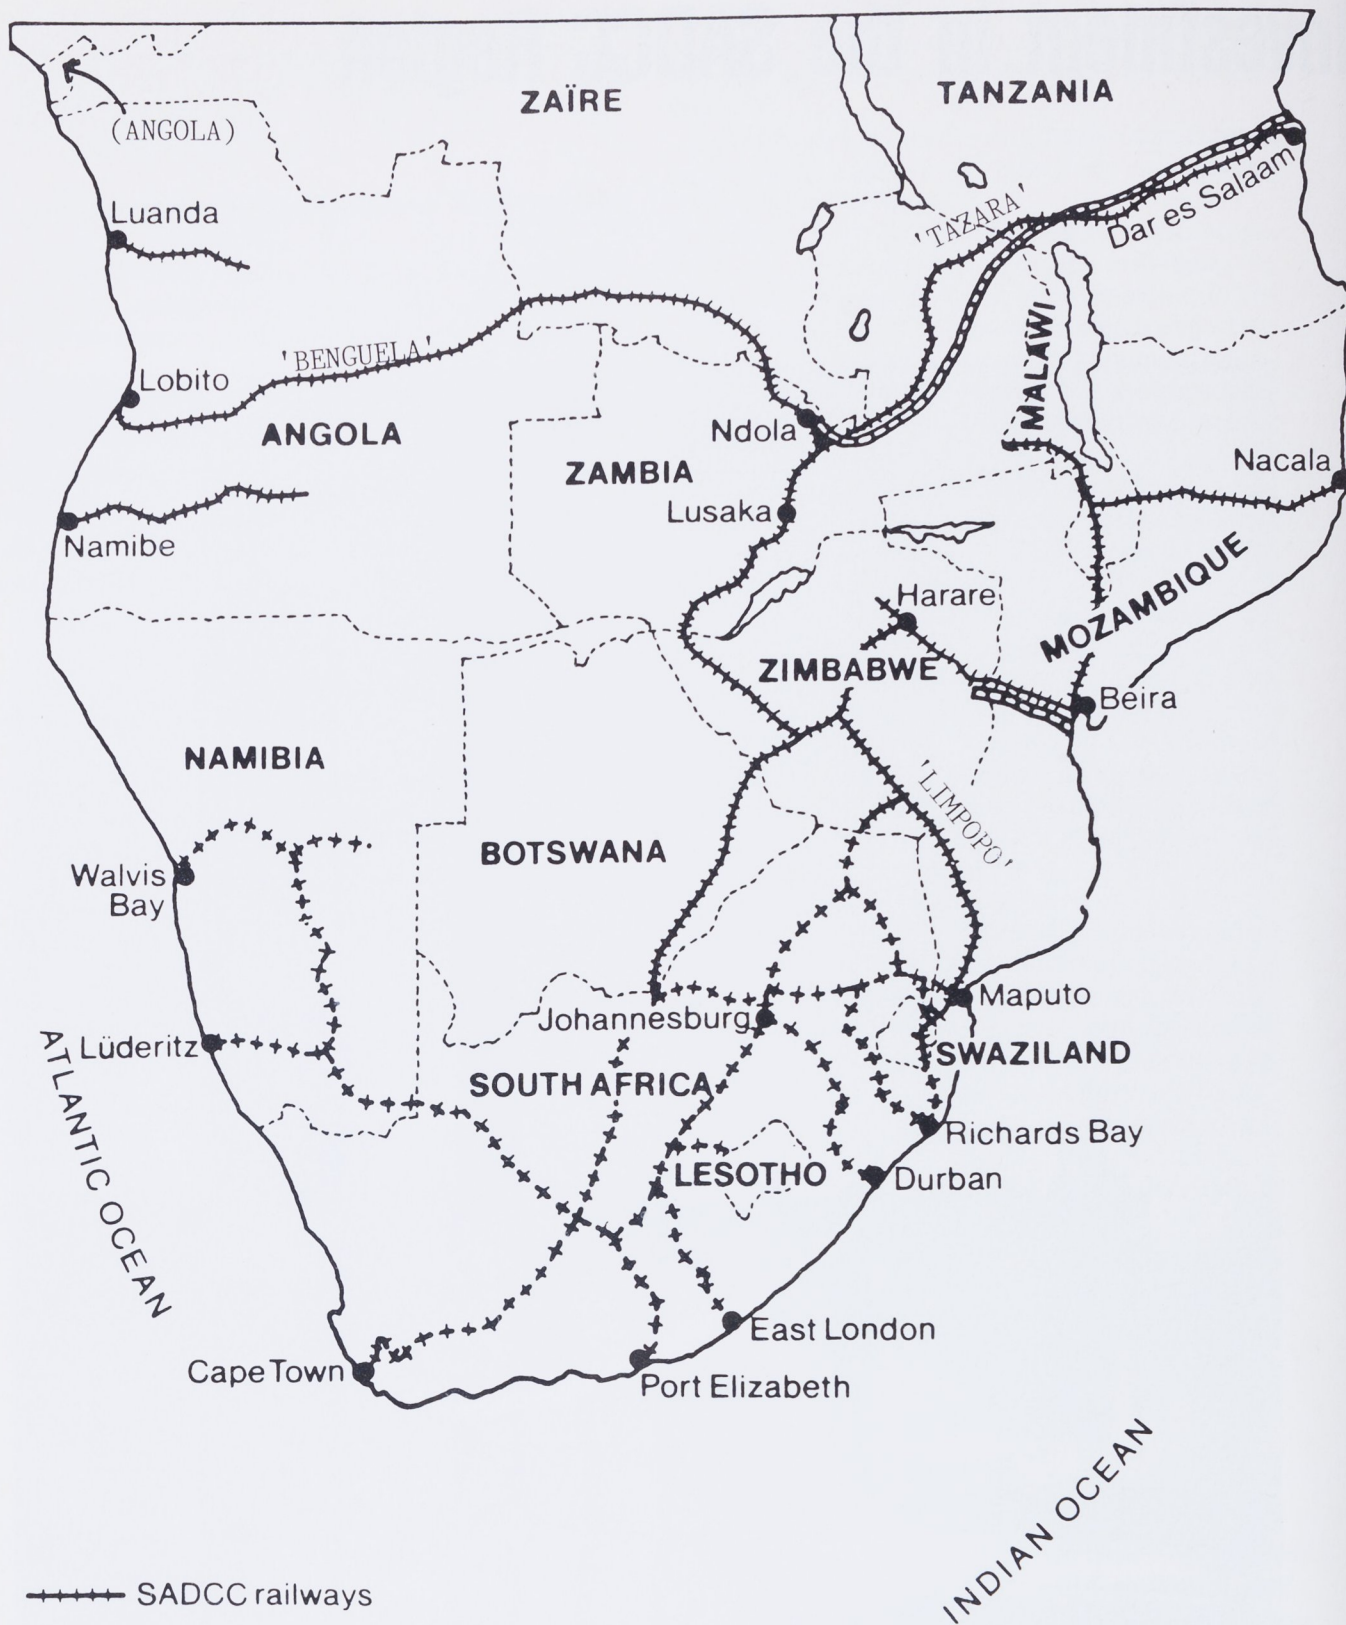 ZAÏRE
TANZANIA
(ANGOLA)
Luanda
'TAZARA'
Dar es Salaam
MALAWI
'BENGUELA'
Lobito
ANGOLA
Ndola
ZAMBIA
Nacala
Lusaka
Namibe
MOZAMBIQUE
Harare
ZIMBABWE
Beira
NAMIBIA
'LIMPOPO'
BOTSWANA
Walvis
Bay
Maputo
Johannesburg
Lüderitz
SWAZILAND
ATLANTIC OCEAN
SOUTH AFRICA
Richards Bay
LESOTHO
Durban
East London
Cape Town
Port Elizabeth
INDIAN OCEAN
SADCC railways